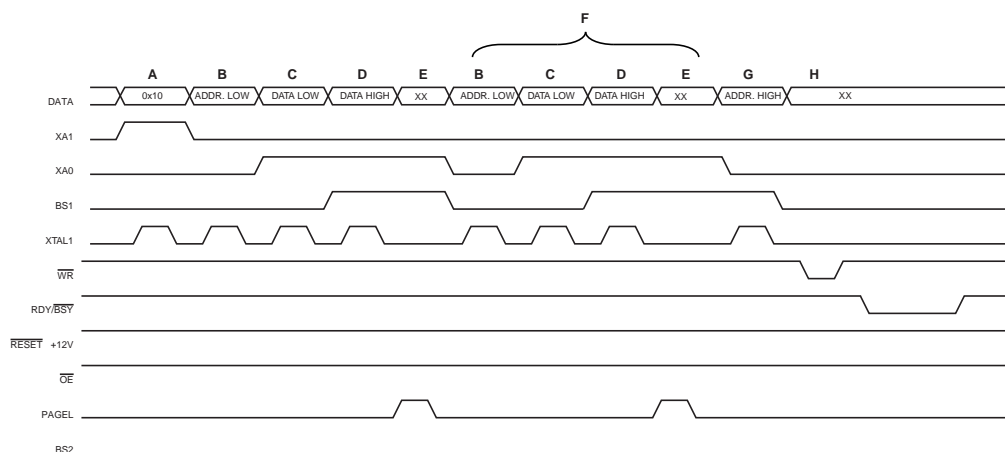 F
A B C D E B C D E G H
DATA 0x10 ADDR. LOW DATA LOW DATA HIGH XX ADDR. LOW DATA LOW DATA HIGH XX ADDR. HIGH XX
XA1
XA0
BS1
XTAL1
WR
RDY/BSY
RESET +12V
OE
PAGEL
BS2